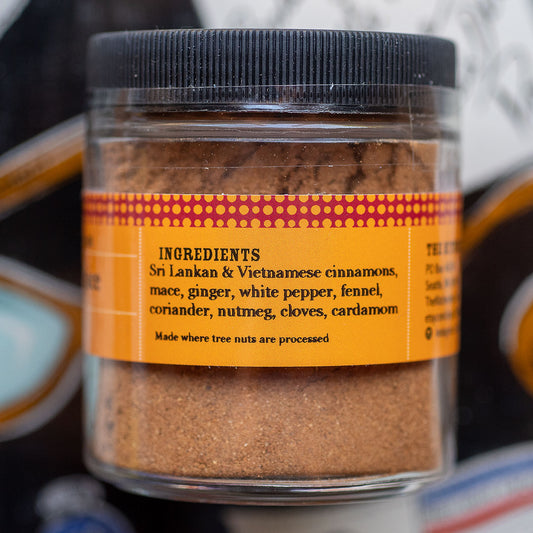 INGREDIENTS
Sri Lankan & Vietnamese cinnamons,
mace, ginger, white pepper, fennel,
coriander, nutmeg, cloves, cardamom
Made where tree nuts are processed